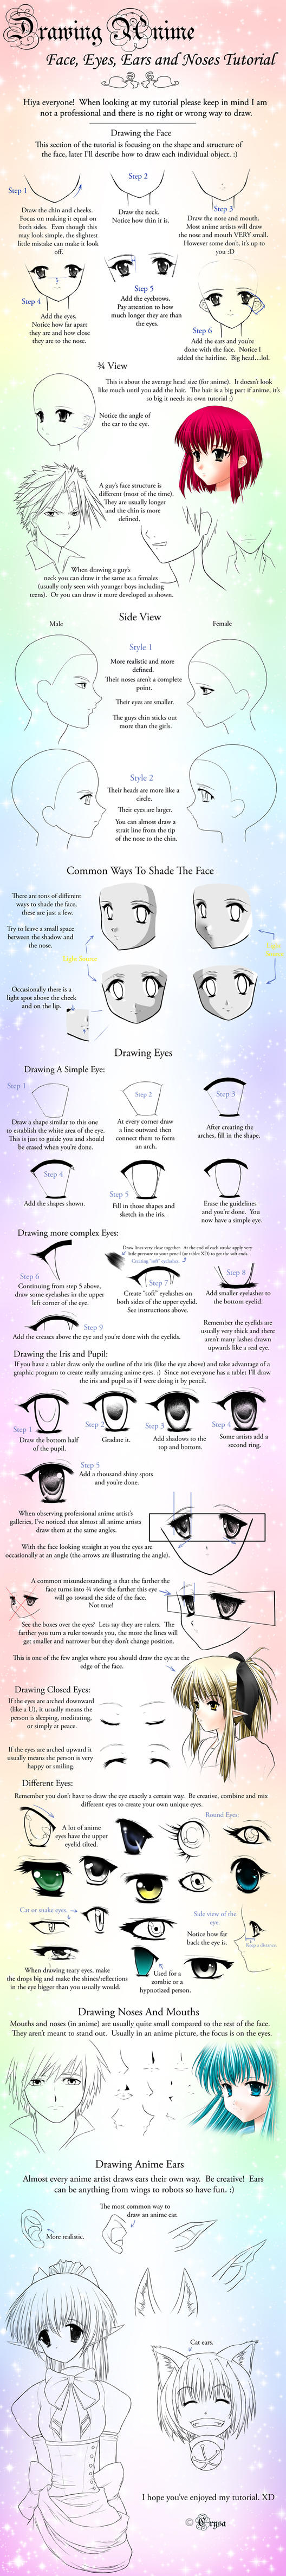 Drawing Anime
Face, Eyes, Ears and Noses Tutorial
Hiya everyone! When looking at my tutorial please keep in mind I am
not a professional and there is no right or wrong way to draw.
Drawing the Face
This section of the tutorial is focusing on the shape and structure of
the face, later I'll describe how to draw each individual object. :)
Step 1
Draw the chin and cheeks.
Focus on making it equal on
both sides. Even though this
may look simple, the slightest
little mistake can make it look
off.
Step 2
Draw the neck.
Notice how thin it is.
Step 3
Draw the nose and mouth.
Most anime artists will draw
the nose and mouth VERY small.
However some don't, it's up to
you :D
Step 4
Add the eyes.
Notice how far apart
they are and how close
they are to the nose.
Step 5
Add the eyebrows.
Pay attention to how
much longer they are than
the eyes.
Step 6
Add the ears and you're
done with the face. Notice I
added the hairline. Big head...lol.
¾ View
This is about the average head size (for anime). It doesn't look
like much until you add the hair. The hair is a big part if anime, it's
so big it needs its own tutorial ;)
Notice the angle of
the ear to the eye.
A guy's face structure is
different (most of the time).
They are usually longer
and the chin is more
defined.
When drawing a guy's
neck you can draw it the same as a females
(usually only seen with younger boys including
teens). Or you can draw it more developed as shown.
Side View
Male
Female
Style 1
More realistic and more
defined.
Their noses aren't a complete
point.
Their eyes are smaller.
The guys chin sticks out
more than the girls.
Style 2
Their heads are more like a
circle.
Their eyes are larger.
You can almost draw a
strait line from the tip
of the nose to the chin.
Common Ways To Shade The Face
There are tons of different
ways to shade the face,
these are just a few.
Try to leave a small space
between the shadow and
the nose.
Light Source
Occasionally there is a
light spot above the cheek
and on the lip.
Drawing Eyes
Drawing A Simple Eye:
Step 1
Draw a shape similar to this one
to establish the white area of the eye.
This is just to guide you and should
be erased when you're done.
Step 2
At every corner draw
a line outward then
connect them to form
an arch.
Step 3
After creating the
arches, fill in the shape.
Step 4
Add the shapes shown.
Step 5
Fill in those shapes and
sketch in the iris.
Erase the guidelines
and you're done. You
now have a simple eye.
Drawing more complex Eyes:
Step 6
Continuing from step 5 above,
draw some eyelashes in the upper
left corner of the eye.
Draw lines very close together. At the end of each stroke apply very
little pressure to your pencil (or tablet XD) to get the soft ends.
Creating "soft" eyelashes.
Step 7
Create "soft" eyelashes on
both sides of the upper eyelid.
See instructions above.
Step 8
Add smaller eyelashes to
the bottom eyelid.
Step 9
Add the creases above the eye and you're done with the eyelids.
Remember the eyelids are
usually very thick and there
aren't many lashes drawn
upwards like a real eye.
Drawing the Iris and Pupil:
If you have a tablet draw only the outline of the iris (like the eye above) and take advantage of a
graphic program to create really amazing anime eyes. :) Since not everyone has a tablet I'll draw
the iris and pupil as if I were doing it by pencil.
Step 1
Draw the bottom half
of the pupil.
Step 2
Gradate it.
Step 3
Add shadows to the
top and bottom.
Step 4
Some artists add a
second ring.
Step 5
Add a thousand shiny spots
and you're done.
When observing professional anime artist's
galleries, I've noticed that almost all anime artists
draw them at the same angles.
With the face looking straight at you the eyes are
occasionally at an angle (the arrows are illustrating the angle).
A common misunderstanding is that the farther the
face turns into ¾ view the farther this eye
will go toward the side of the face.
Not true!
See the boxes over the eyes? Lets say they are rulers. The
farther you turn a ruler towards you, the more the lines will
get smaller and narrower but they don't change position.
This is one of the few angles where you should draw the eye at the
edge of the face.
Drawing Closed Eyes:
If the eyes are arched downward
(like a U), it usually means the
person is sleeping, meditating,
or simply at peace.
If the eyes are arched upward it
usually means the person is very
happy or smiling.
Different Eyes:
Remember you don't have to draw the eye exactly a certain way. Be creative, combine and mix
different eyes to create your own unique eyes.
A lot of anime
eyes have the upper
eyelid tilted.
Round Eyes:
Cat or snake eyes.
Side view of the
eye.
Notice how far
back the eye is.
Keep a distance.
When drawing teary eyes, make
the drops big and make the shines/reflections
in the eye bigger than you usually would.
Used for a
zombie or a
hypnotized person.
Drawing Noses And Mouths
Mouths and noses (in anime) are usually quite small compared to the rest of the face.
They aren't meant to stand out. Usually in an anime picture, the focus is on the eyes.
Drawing Anime Ears
Almost every anime artist draws ears their own way. Be creative! Ears
can be anything from wings to robots so have fun. :)
The most common way to
draw an anime ear.
More realistic.
Cat ears.
I hope you've enjoyed my tutorial. XD
© Crysa